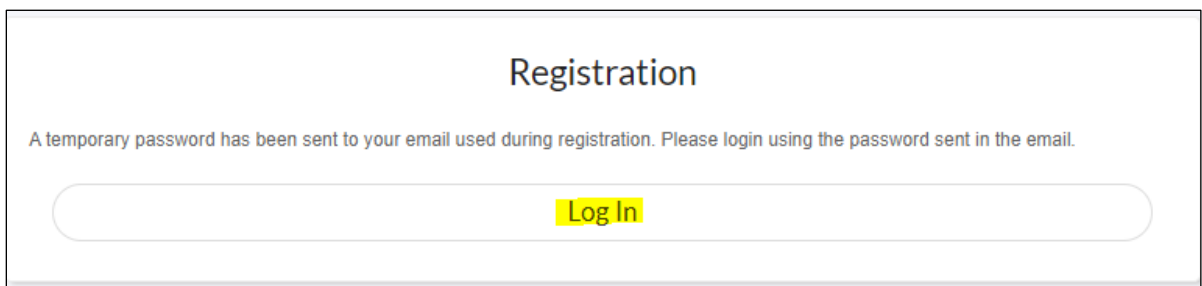 Registration
A temporary password has been sent to your email used during registration. Please login using the password sent in the email.
Log In